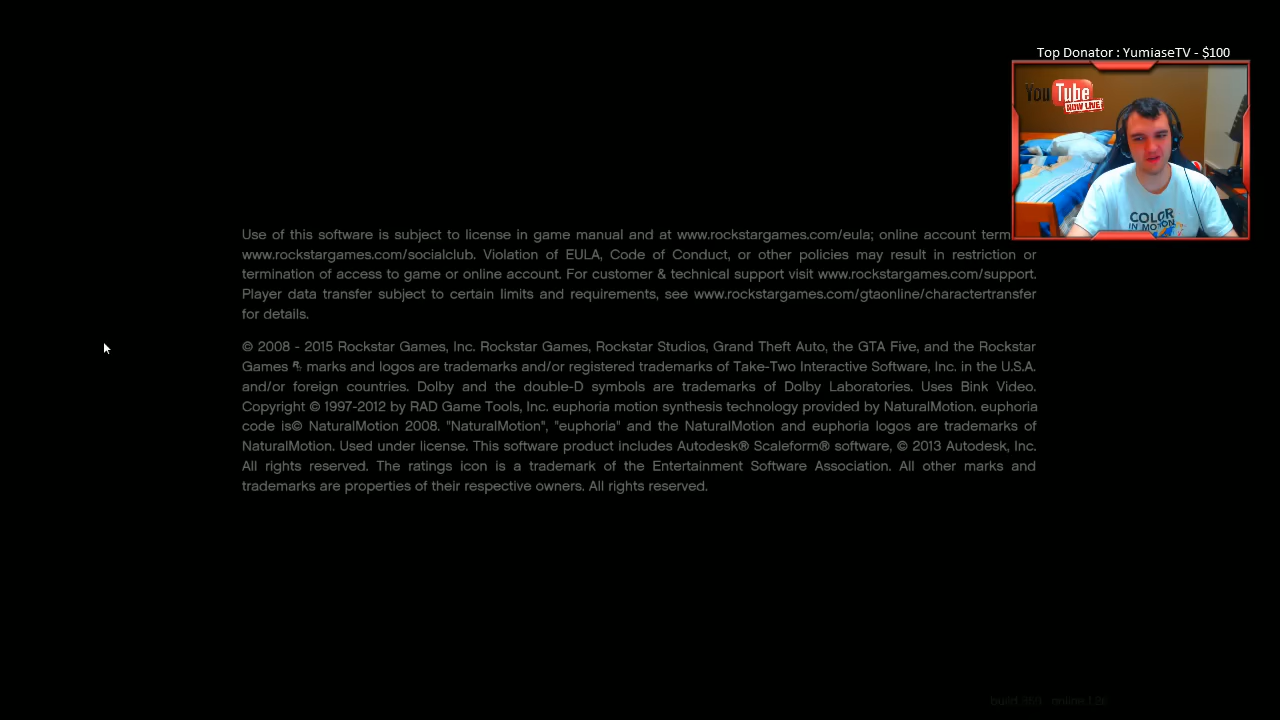 Top Donator : YumiaseTV - $100
YouTube
NOW LIVE
COLOR
IN MOTION
Use of this software is subject to license in game manual and at www.rockstargames.com/eula; online account
www.rockstargames.com/socialclub. Violation of EULA, Code of Conduct, or other policies may result in restriction or
termination of access to game or online account. For customer & technical support visit www.rockstargames.com/support.
Player data transfer subject to certain limits and requirements, see www.rockstargames.com/gtaonline/charactertransfer
for details.
© 2008 - 2015 Rockstar Games, Inc. Rockstar Games, Rockstar Studios, Grand Theft Auto, the GTA Five, and the Rockstar
Games R* marks and logos are trademarks and/or registered trademarks of Take-Two Interactive Software, Inc. in the U.S.A.
and/or foreign countries. Dolby and the double-D symbols are trademarks of Dolby Laboratories. Uses Bink Video.
Copyright © 1997-2012 by RAD Game Tools, Inc. euphoria motion synthesis technology provided by NaturalMotion. euphoria
code is© NaturalMotion 2008. "NaturalMotion", "euphoria" and the NaturalMotion and euphoria logos are trademarks of
NaturalMotion. Used under license. This software product includes Autodesk® Scaleform® software, © 2013 Autodesk, Inc.
All rights reserved. The ratings icon is a trademark of the Entertainment Software Association. All other marks and
trademarks are properties of their respective owners. All rights reserved.
build